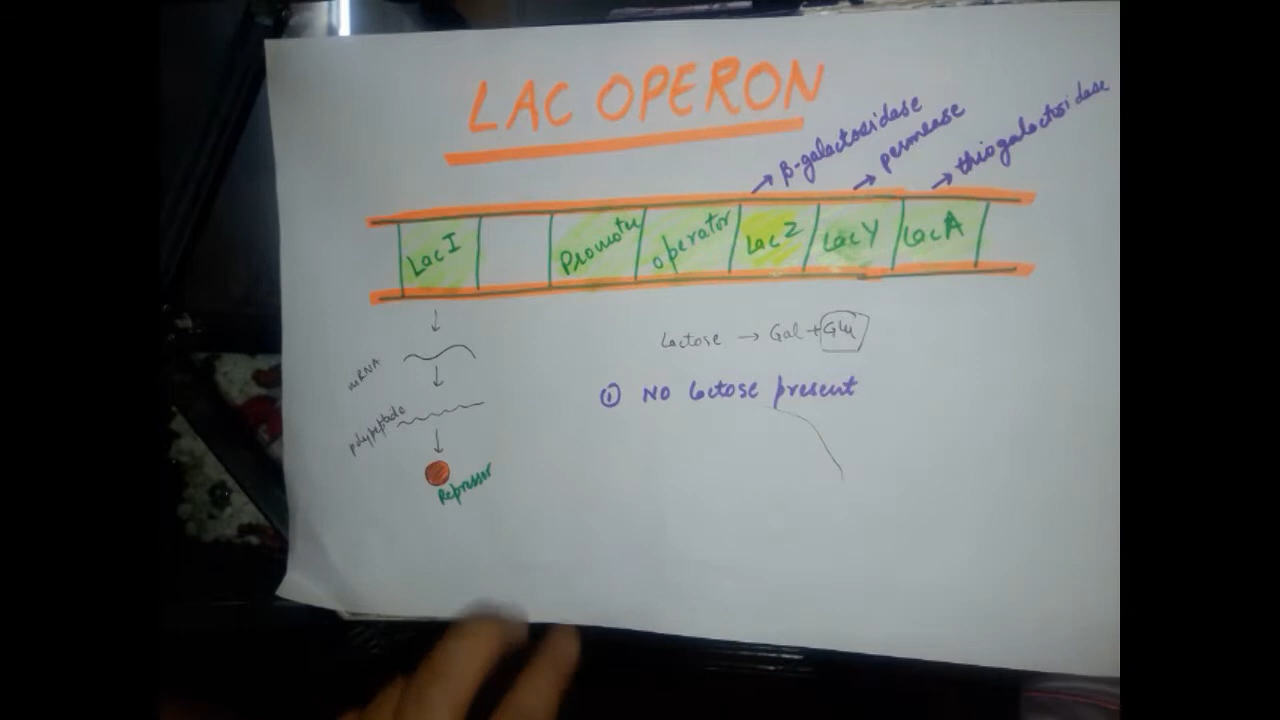 LAC OPERON
→ β-galactosidase
→ permease
→ thiogalactosidase
LacI
Promoter
operator
LacZ
LacY
LacA
Lactose → Gal + Glu
① No lactose present
mRNA
polypeptide
Repressor